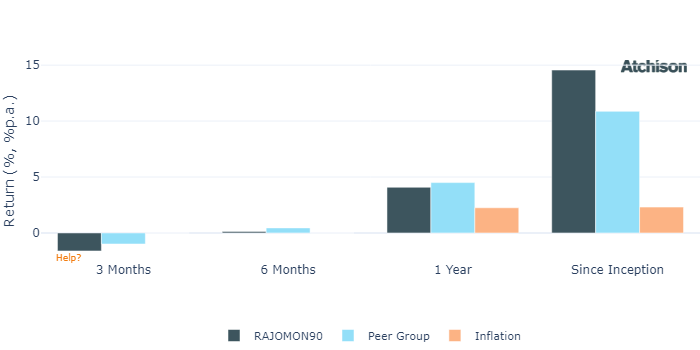 Atchison
Return (%, %p.a.)
15
10
5
0
Help?
3 Months
6 Months
1 Year
Since Inception
RAJOMON90
Peer Group
Inflation